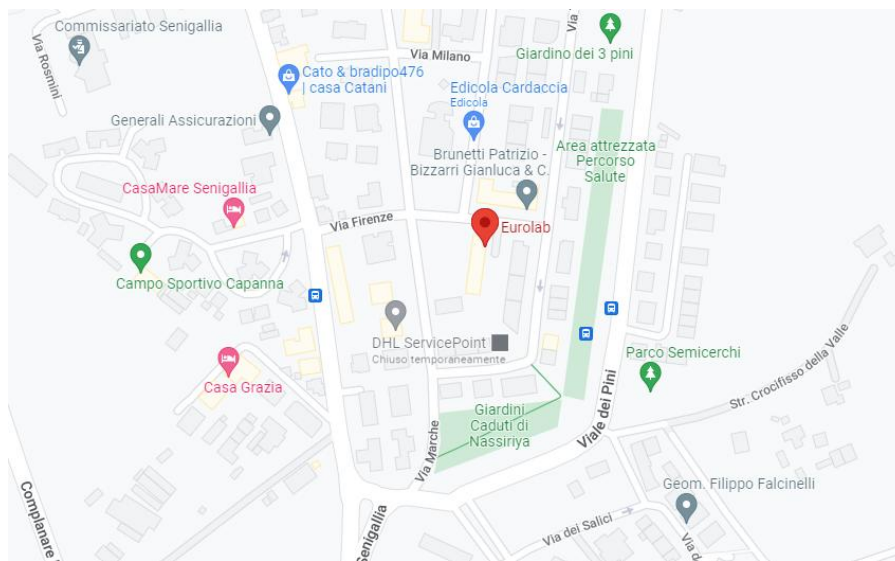 Commissariato Senigallia
Via Rosmini
Via Milano
Giardino dei 3 pini
Cato & bradipo476
| casa Catani
Edicola Cardaccia
Edicola
Generali Assicurazioni
Area attrezzata
Percorso
Salute
Brunetti Patrizio -
Bizzarri Gianluca & C.
CasaMare Senigallia
Via Firenze
Eurolab
Campo Sportivo Capanna
DHL ServicePoint
Chiuso temporaneamente
Parco Semicerchi
Str. Crocifisso della Valle
Casa Grazia
Giardini
Caduti di
Nassiriya
Viale dei Pini
Via Marche
Geom. Filippo Falcinelli
Complanare
Senigallia
Via dei Salici
Via d
Via
Viale